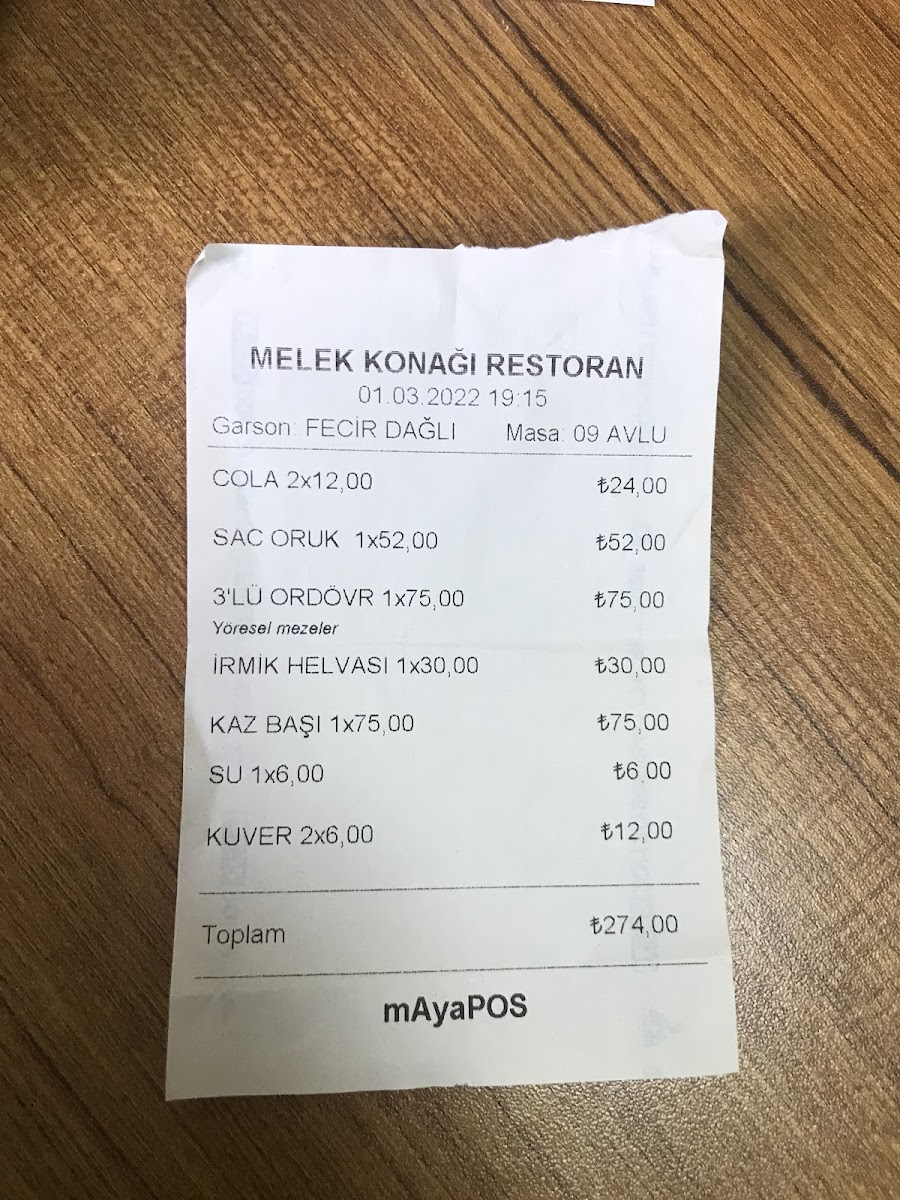 MELEK KONAĞI RESTORAN
01.03.2022 19:15
Garson: FECİR DAĞLI Masa: 09 AVLU
COLA 2x12,00 ₺24,00
SAC ORUK 1x52,00 ₺52,00
3'LÜ ORDÖVR 1x75,00 ₺75,00
Yöresel mezeler
İRMİK HELVASI 1x30,00 ₺30,00
KAZ BAŞI 1x75,00 ₺75,00
SU 1x6,00 ₺6,00
KUVER 2x6,00 ₺12,00
Toplam ₺274,00
mAyaPOS